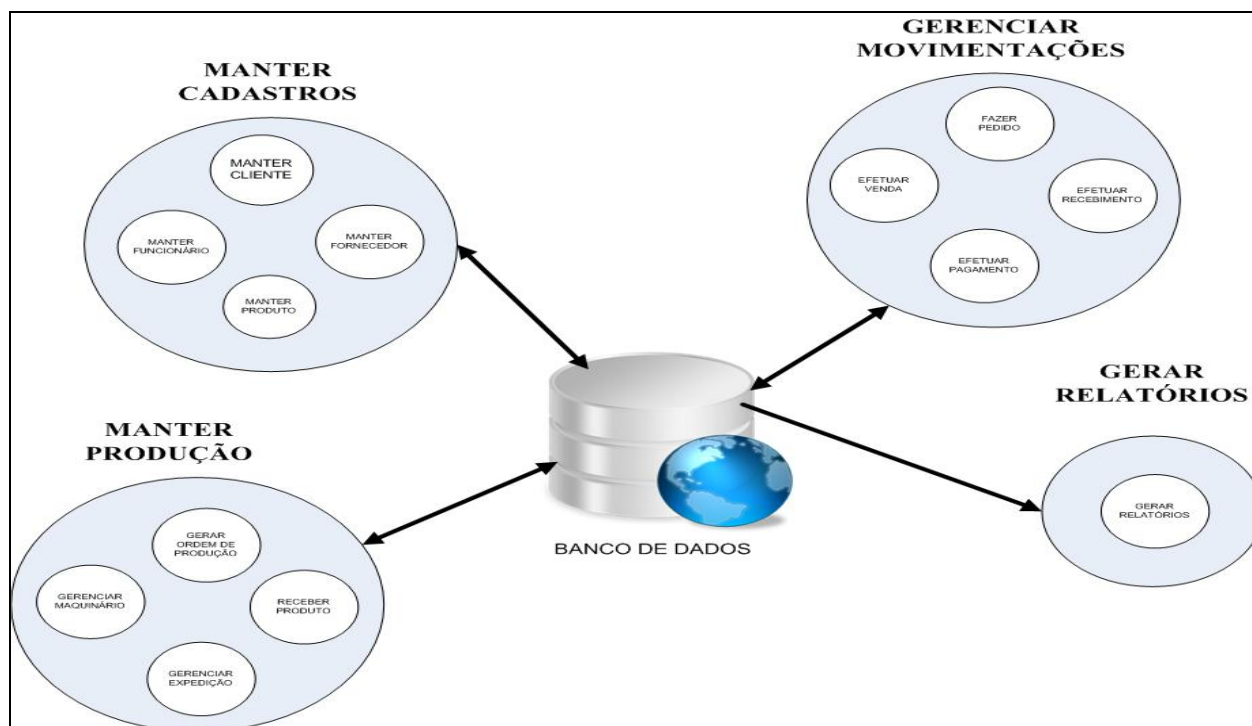 MANTER
CADASTROS
MANTER
CLIENTE
MANTER
FUNCIONÁRIO
MANTER
FORNECEDOR
MANTER
PRODUTO
GERENCIAR
MOVIMENTAÇÕES
FAZER
PEDIDO
EFETUAR
VENDA
EFETUAR
RECEBIMENTO
EFETUAR
PAGAMENTO
MANTER
PRODUÇÃO
GERAR
ORDEM DE
PRODUÇÃO
GERENCIAR
MAQUINÁRIO
RECEBER
PRODUTO
GERENCIAR
EXPEDIÇÃO
BANCO DE DADOS
GERAR
RELATÓRIOS
GERAR
RELATÓRIOS